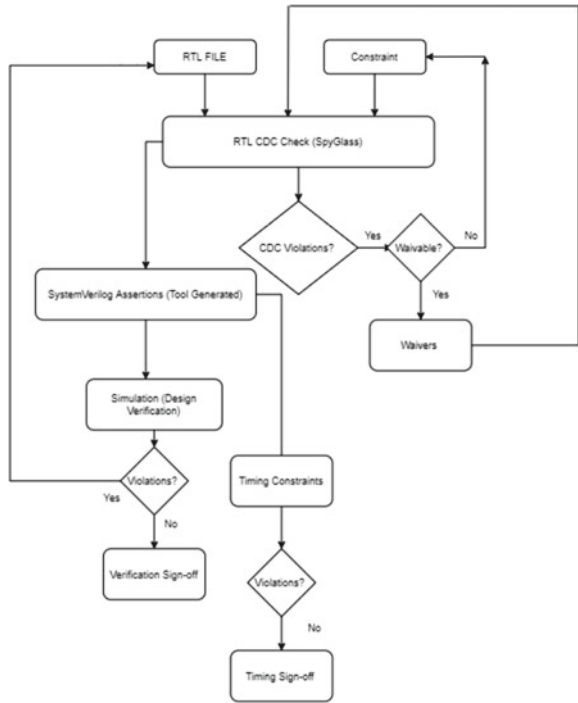 RTL FILE
Constraint
RTL CDC Check (SpyGlass)
CDC Violations?
Yes
Waivable?
No
Yes
SystemVerilog Assertions (Tool Generated)
Waivers
Simulation (Design
Verification)
Violations?
Yes
No
Timing Constraints
Verification Sign-off
Violations?
No
Timing Sign-off